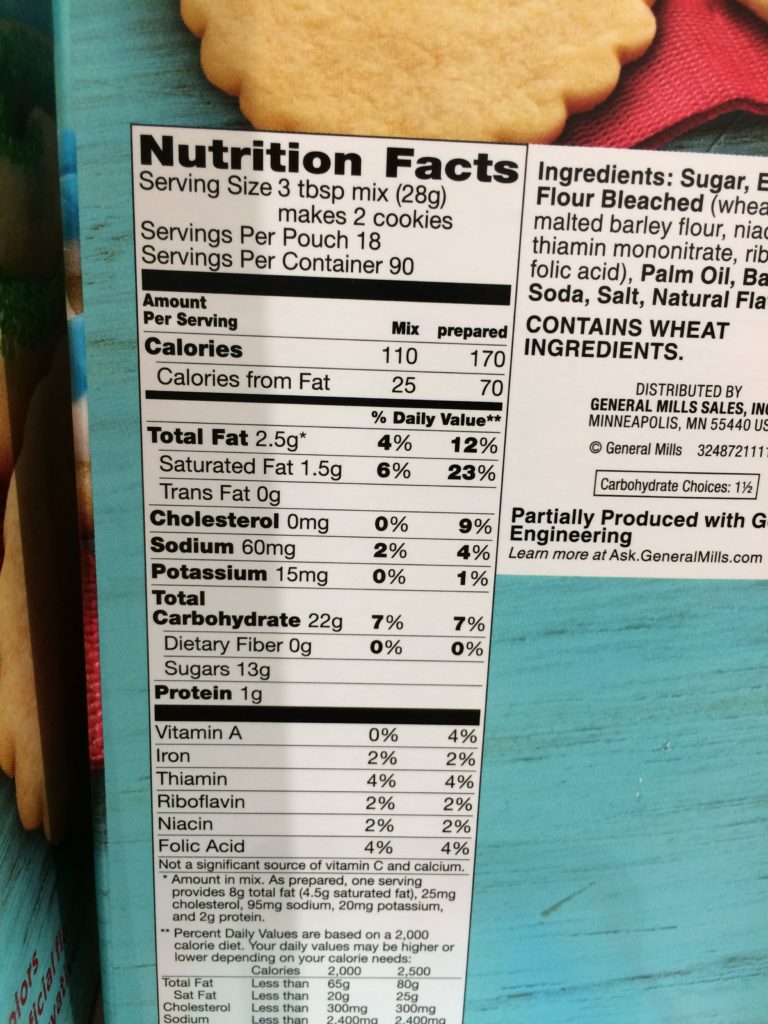 Nutrition Facts
Serving Size 3 tbsp mix (28g)
makes 2 cookies
Servings Per Pouch 18
Servings Per Container 90
Amount
Per Serving Mix prepared
Calories 110 170
Calories from Fat 25 70
% Daily Value**
Total Fat 2.5g* 4% 12%
Saturated Fat 1.5g 6% 23%
Trans Fat 0g
Cholesterol 0mg 0% 9%
Sodium 60mg 2% 4%
Potassium 15mg 0% 1%
Total
Carbohydrate 22g 7% 7%
Dietary Fiber 0g 0% 0%
Sugars 13g
Protein 1g
Vitamin A 0% 4%
Iron 2% 2%
Thiamin 4% 4%
Riboflavin 2% 2%
Niacin 2% 2%
Folic Acid 4% 4%
Not a significant source of vitamin C and calcium.
* Amount in mix. As prepared, one serving
provides 8g total fat (4.5g saturated fat), 25mg
cholesterol, 95mg sodium, 20mg potassium,
and 2g protein.
** Percent Daily Values are based on a 2,000
calorie diet. Your daily values may be higher or
lower depending on your calorie needs:
Calories 2,000 2,500
Total Fat Less than 65g 80g
Sat Fat Less than 20g 25g
Cholesterol Less than 300mg 300mg
Sodium Less than 2,400mg 2,400mg
Ingredients: Sugar,
Flour Bleached
malted barley flour,
thiamin mononitrate,
folic acid), Palm Oil,
Soda, Salt, Natural
CONTAINS WHEAT
INGREDIENTS.
DISTRIBUTED BY
GENERAL MILLS SALES,
MINNEAPOLIS, MN 55440
© General Mills
Carbohydrate Choices: 1½
Partially Produced with
Engineering
Learn more at Ask.GeneralMills.com